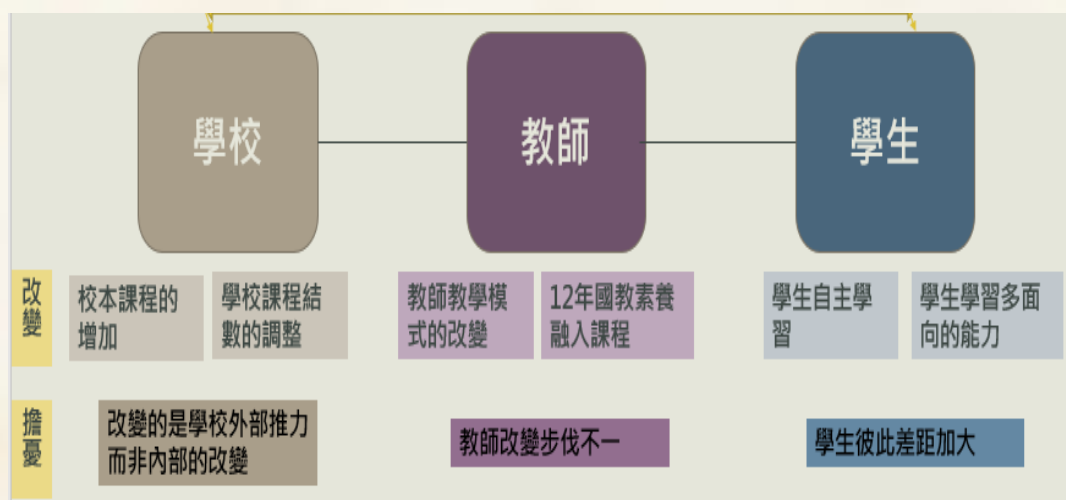 學校
教師
學生
改
變
校本課程的
增加
學校課程結
數的調整
教師教學模
式的改變
12年國教素養
融入課程
學生自主學
習
學生學習多面
向的能力
擔
憂
改變的是學校外部推力
而非內部的改變
教師改變步伐不一
學生彼此差距加大